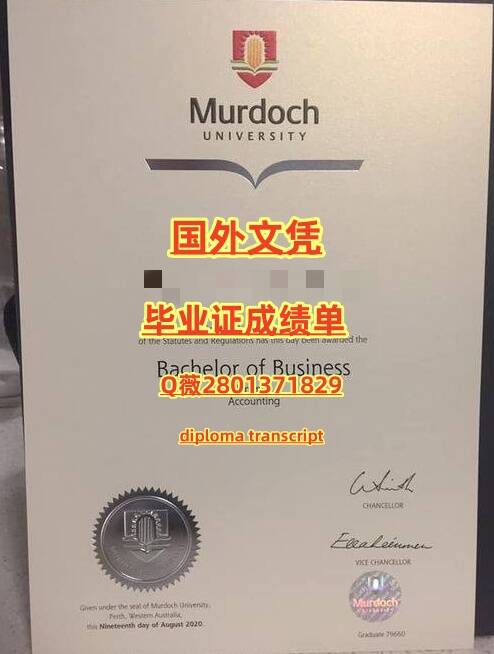 Murdoch
UNIVERSITY
国外文凭
毕业证成绩单
of the Statutes and Regulations has this day been awarded the
Bachelor of Business
Q薇2801371829
Accounting
diploma transcript
CHANCELLOR
VICE CHANCELLOR
Given under the seal of Murdoch University,
Perth, Western Australia,
this Nineteenth day of August 2020.
Murdoch
UNIVERSITY
Graduate 79660